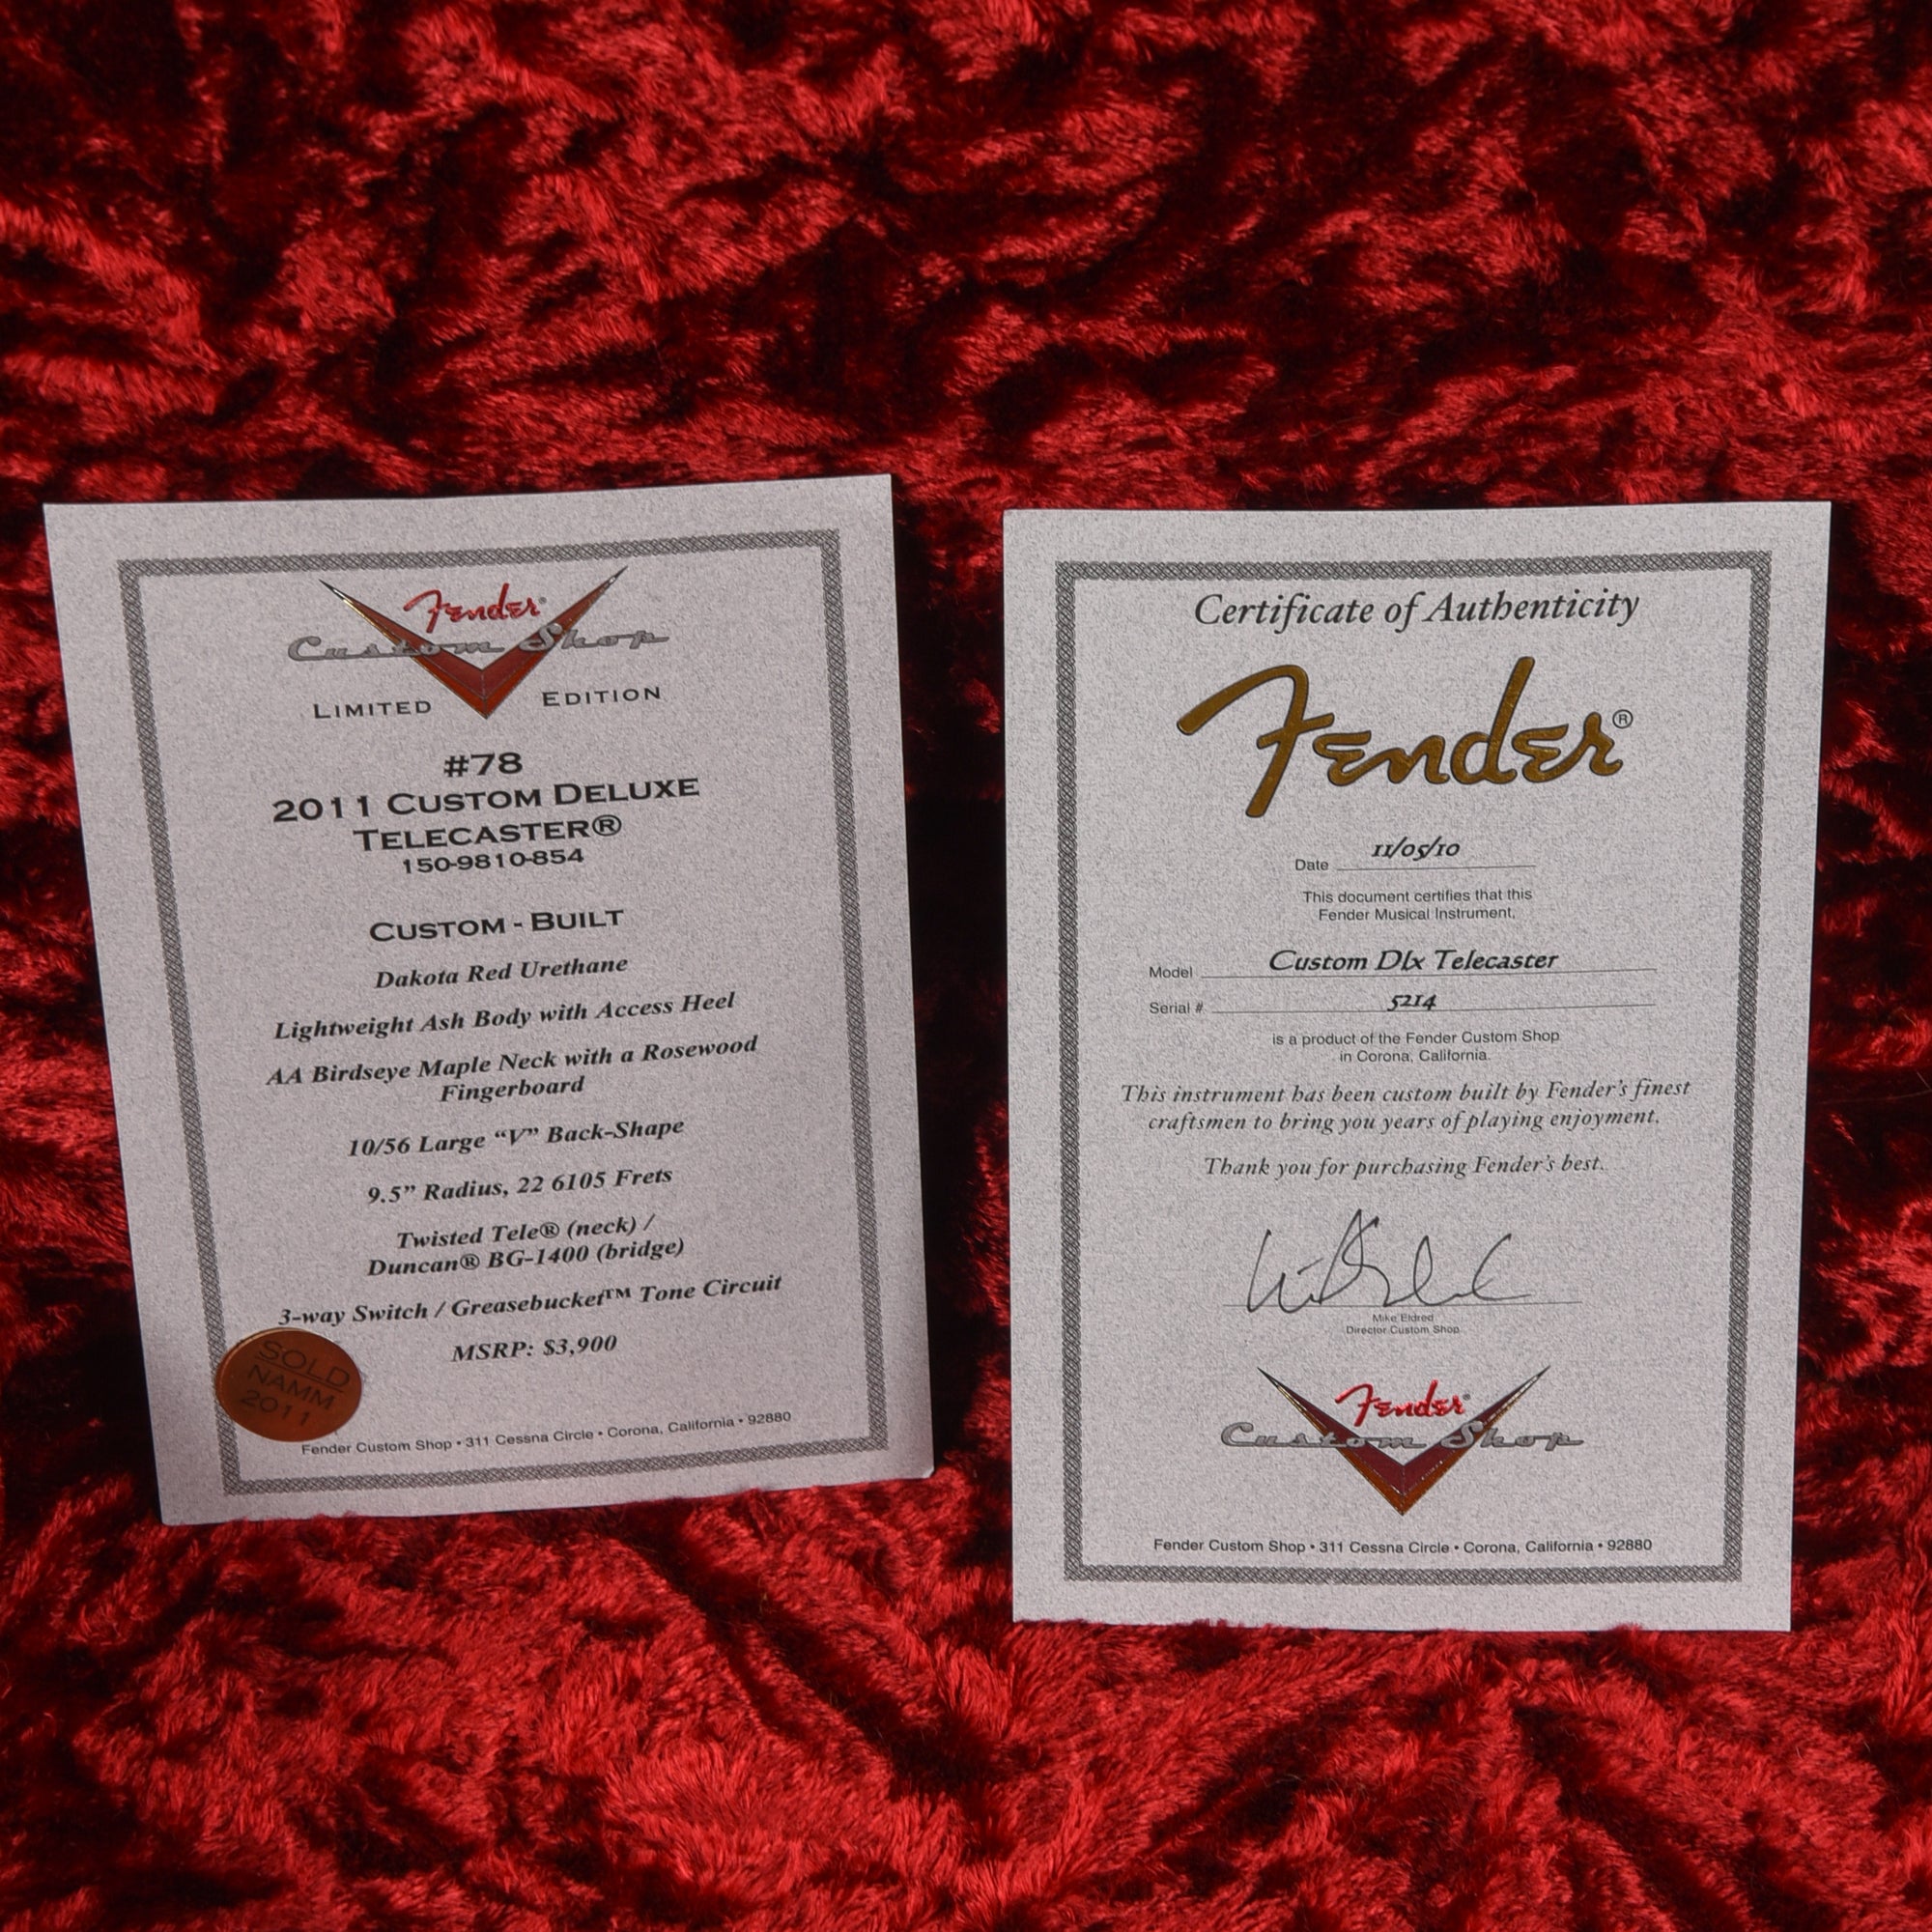 Fender®
Custom Shop
LIMITED EDITION
#78
2011 CUSTOM DELUXE
TELECASTER®
150-9810-854
CUSTOM - BUILT
Dakota Red Urethane
Lightweight Ash Body with Access Heel
AA Birdseye Maple Neck with a Rosewood
Fingerboard
10/56 Large “V” Back-Shape
9.5” Radius, 22 6105 Frets
Twisted Tele® (neck) /
Duncan® BG-1400 (bridge)
3-way Switch / Greasebucket™ Tone Circuit
MSRP: $3,900
SOLD
NAMM
2011
Fender Custom Shop • 311 Cessna Circle • Corona, California • 92880
Certificate of Authenticity
Fender®
Date 11/05/10
This document certifies that this
Fender Musical Instrument,
Model Custom Dlx Telecaster
Serial # 5214
is a product of the Fender Custom Shop
in Corona, California.
This instrument has been custom built by Fender's finest
craftsmen to bring you years of playing enjoyment.
Thank you for purchasing Fender's best.
Mike Eldred
Director Custom Shop
Fender®
Custom Shop
Fender Custom Shop • 311 Cessna Circle • Corona, California • 92880